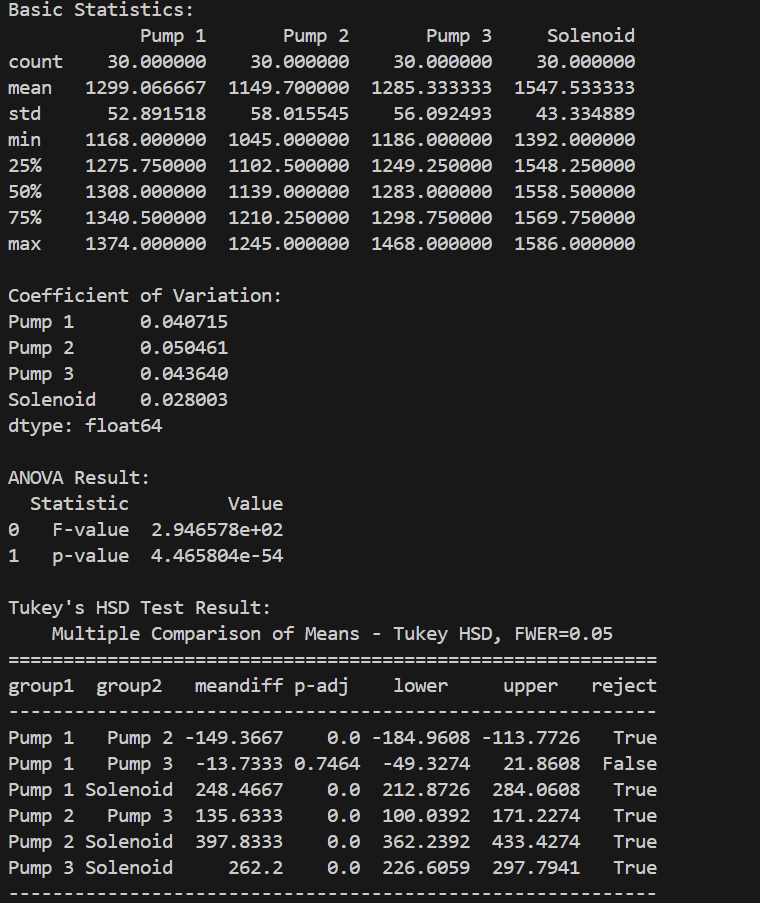 Basic Statistics:
            Pump 1       Pump 2       Pump 3     Solenoid
count    30.000000    30.000000    30.000000    30.000000
mean   1299.066667  1149.700000  1285.333333  1547.533333
std      52.891518    58.015545    56.092493    43.334889
min    1168.000000  1045.000000  1186.000000  1392.000000
25%    1275.750000  1102.500000  1249.250000  1548.250000
50%    1308.000000  1139.000000  1283.000000  1558.500000
75%    1340.500000  1210.250000  1298.750000  1569.750000
max    1374.000000  1245.000000  1468.000000  1586.000000

Coefficient of Variation:
Pump 1      0.040715
Pump 2      0.050461
Pump 3      0.043640
Solenoid    0.028003
dtype: float64

ANOVA Result:
  Statistic         Value
0   F-value  2.946578e+02
1   p-value  4.465804e-54

Tukey's HSD Test Result:
    Multiple Comparison of Means - Tukey HSD, FWER=0.05
===========================================================
group1  group2   meandiff p-adj    lower     upper   reject
-----------------------------------------------------------
Pump 1   Pump 2 -149.3667    0.0 -184.9608 -113.7726   True
Pump 1   Pump 3  -13.7333 0.7464  -49.3274   21.8608  False
Pump 1 Solenoid  248.4667    0.0  212.8726  284.0608   True
Pump 2   Pump 3  135.6333    0.0  100.0392  171.2274   True
Pump 2 Solenoid  397.8333    0.0  362.2392  433.4274   True
Pump 3 Solenoid     262.2    0.0  226.6059  297.7941   True
-----------------------------------------------------------